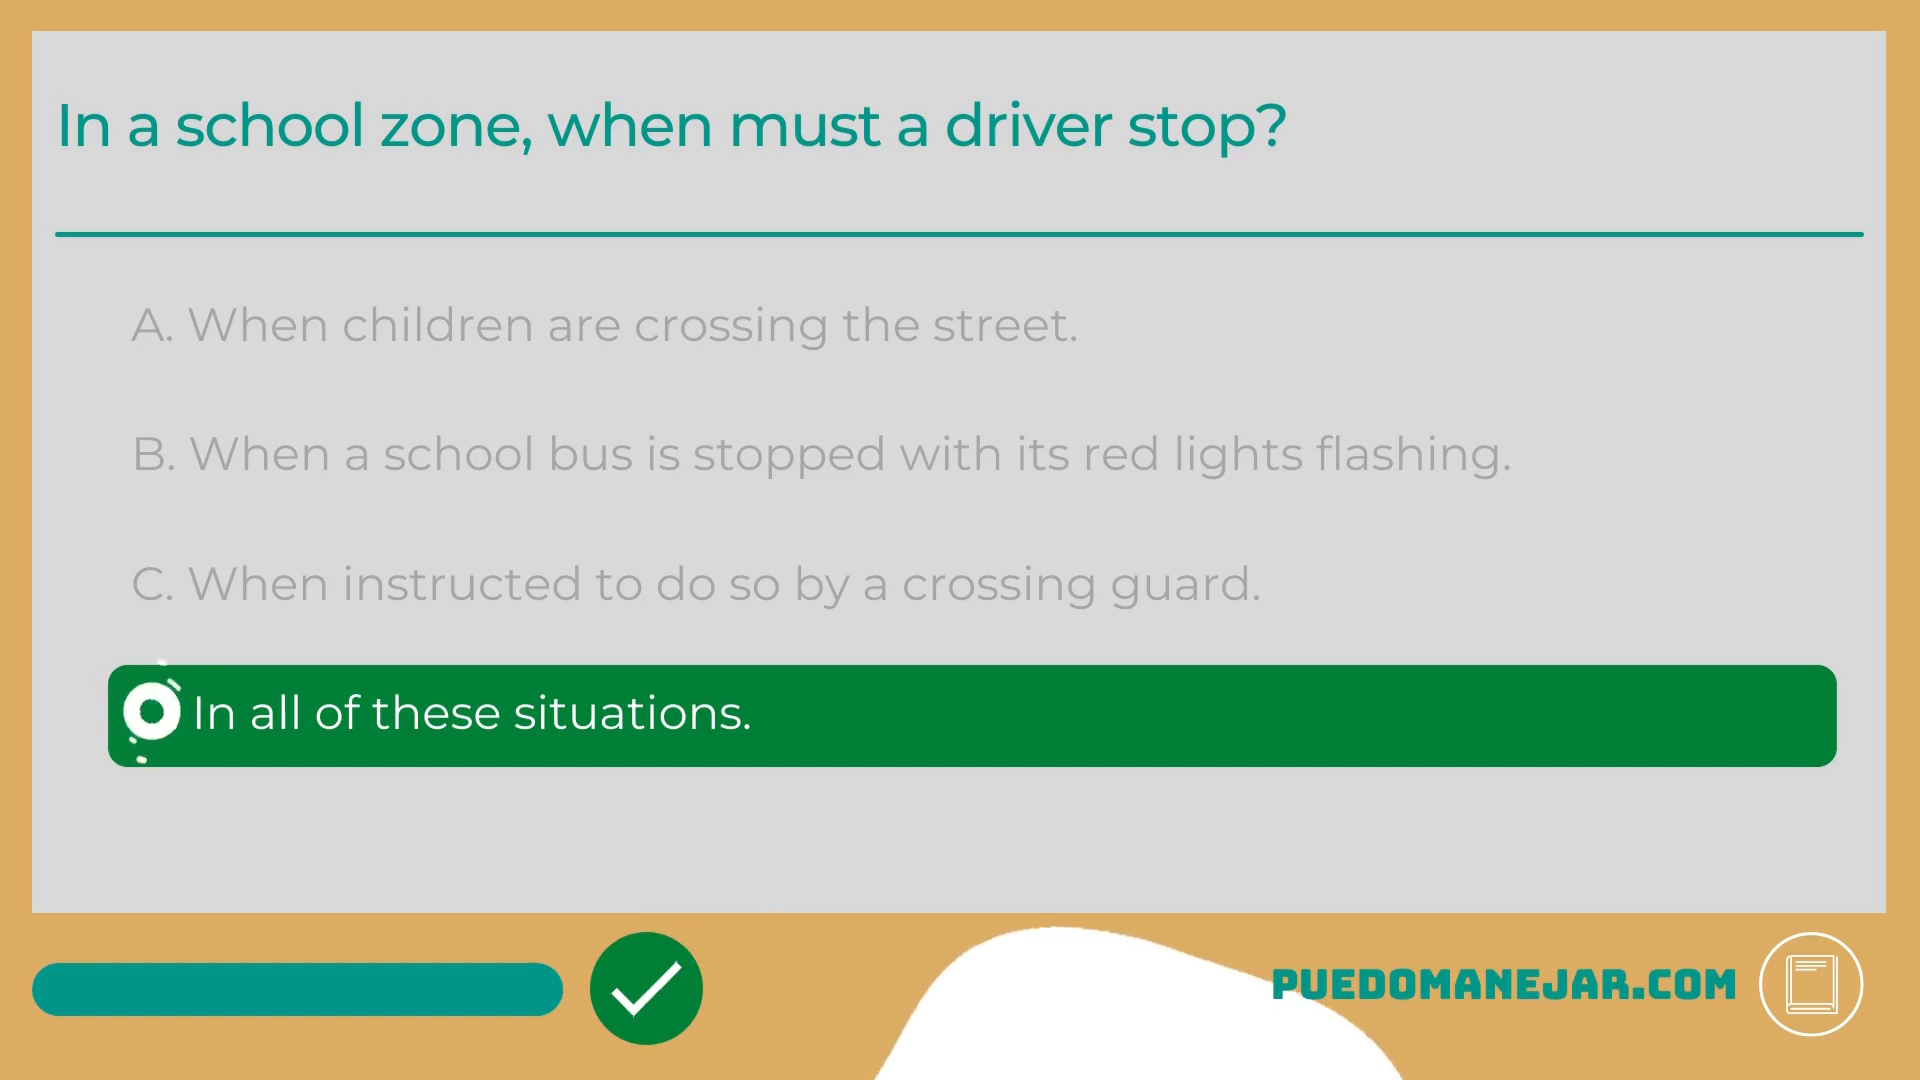 In a school zone, when must a driver stop?
A. When children are crossing the street.
B. When a school bus is stopped with its red lights flashing.
C. When instructed to do so by a crossing guard.
In all of these situations.
PUEDOMANEJAR.COM